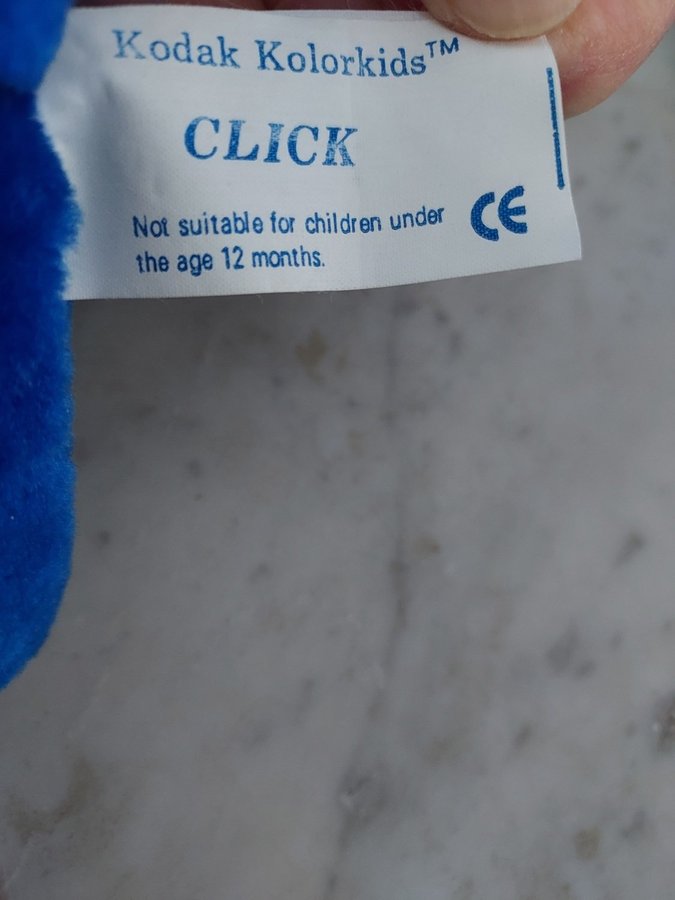 Kodak Kolorkids™
CLICK
Not suitable for children under
the age 12 months.
CE